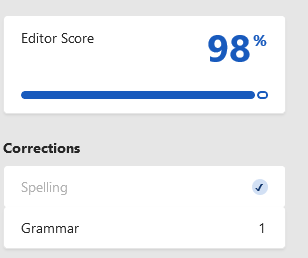 Editor Score
98%
Corrections
Spelling
Grammar 1